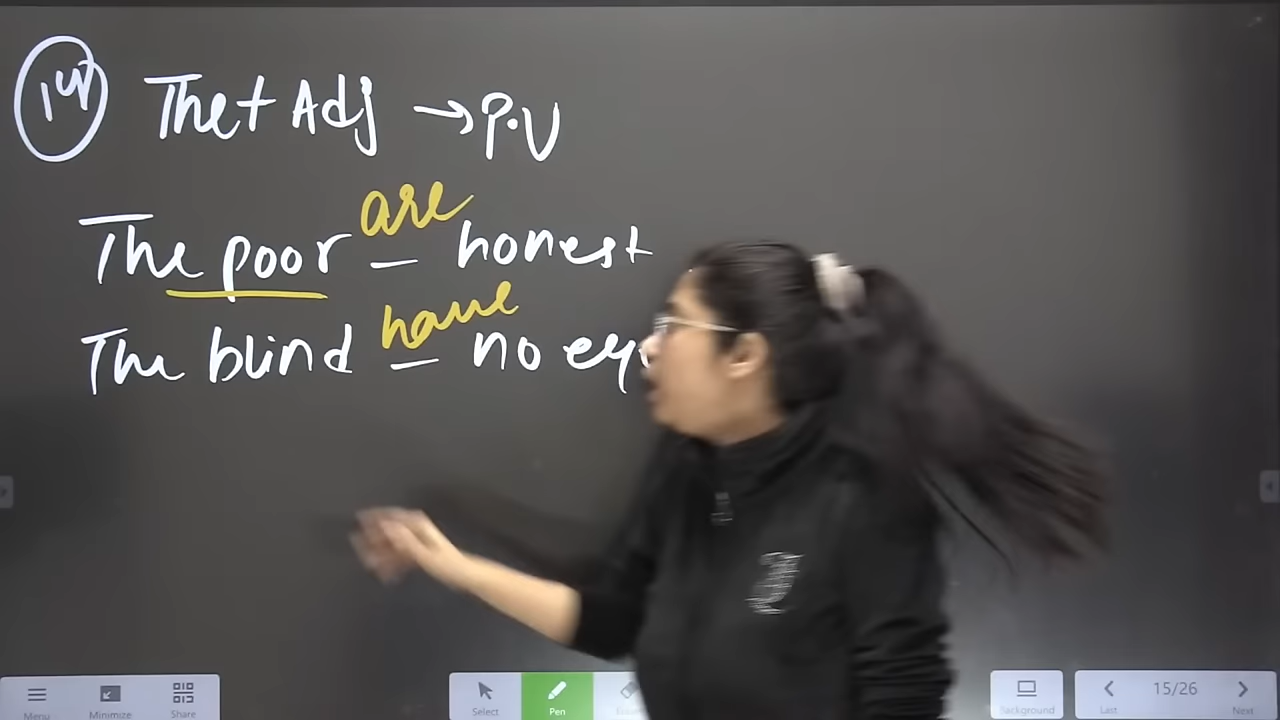 14 The + Adj → P.V
The poor are honest
The blind have no
Menu
Minimize
Share
Select
Pen
Background
Last
15/26
Next